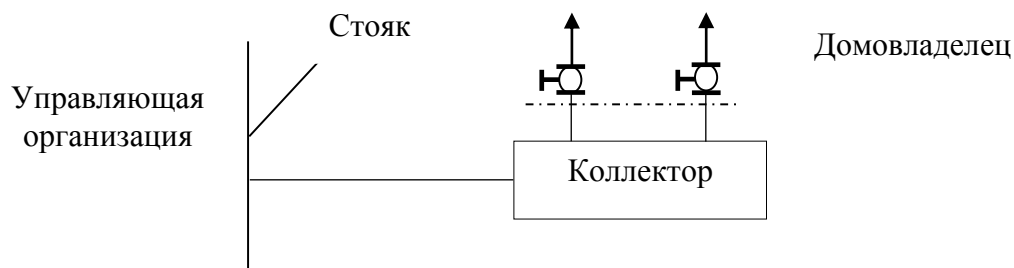 Стояк
Домовладелец
Управляющая
организация
Коллектор